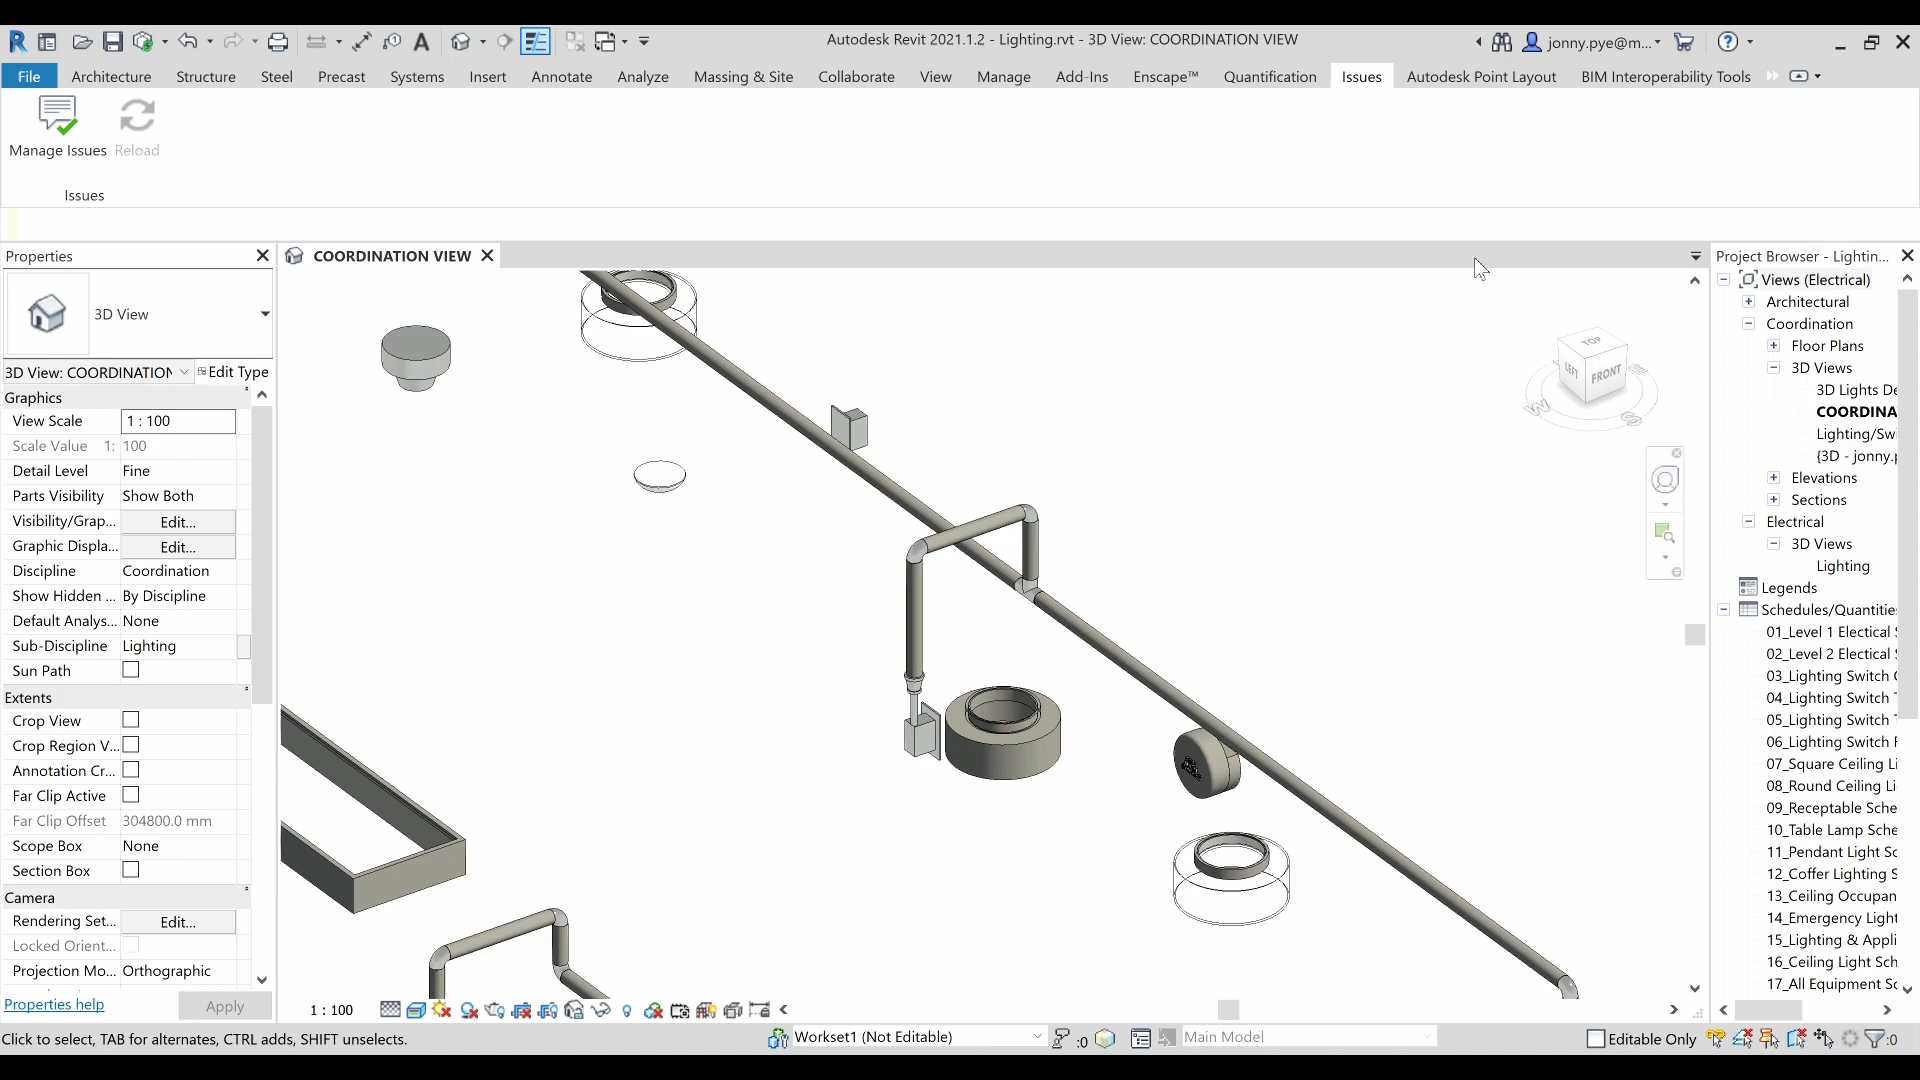 Autodesk Revit 2021.1.2 - Lighting.rvt - 3D View: COORDINATION VIEW
jonny.pye@m...
File Architecture Structure Steel Precast Systems Insert Annotate Analyze Massing & Site Collaborate View Manage Add-Ins Enscape™ Quantification Issues Autodesk Point Layout BIM Interoperability Tools
Manage Issues Reload
Issues
Properties
3D View
3D View: COORDINATION
Edit Type
Graphics
View Scale 1 : 100
Scale Value 1: 100
Detail Level Fine
Parts Visibility Show Both
Visibility/Grap... Edit...
Graphic Displa... Edit...
Discipline Coordination
Show Hidden ... By Discipline
Default Analys... None
Sub-Discipline Lighting
Sun Path
Extents
Crop View
Crop Region V...
Annotation Cr...
Far Clip Active
Far Clip Offset 304800.0 mm
Scope Box None
Section Box
Camera
Rendering Set... Edit...
Locked Orient...
Projection Mo... Orthographic
Properties help
Apply
COORDINATION VIEW
TOP
LEFT
FRONT
W
S
E
1 : 100
Project Browser - Lightin...
Views (Electrical)
Architectural
Coordination
Floor Plans
3D Views
3D Lights De
COORDINA
Lighting/Swi
{3D - jonny.p
Elevations
Sections
Electrical
3D Views
Lighting
Legends
Schedules/Quantitie
01_Level 1 Electical S
02_Level 2 Electical S
03_Lighting Switch
04_Lighting Switch T
05_Lighting Switch T
06_Lighting Switch
07_Square Ceiling Li
08_Round Ceiling Li
09_Receptable Sche
10_Table Lamp Sche
11_Pendant Light Sc
12_Coffer Lighting S
13_Ceiling Occupan
14_Emergency Light
15_Lighting & Appli
16_Ceiling Light Sch
17_All Equipment Sc
Click to select, TAB for alternates, CTRL adds, SHIFT unselects.
Workset1 (Not Editable)
:0
Main Model
Editable Only
:0